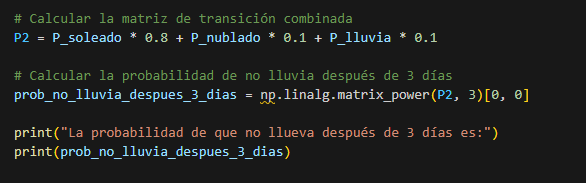 # Calcular la matriz de transición combinada
P2 = P_soleado * 0.8 + P_nublado * 0.1 + P_lluvia * 0.1
# Calcular la probabilidad de no lluvia después de 3 días
prob_no_lluvia_despues_3_dias = np.linalg.matrix_power(P2, 3)[0, 0]
print("La probabilidad de que no llueva después de 3 días es:")
print(prob_no_lluvia_despues_3_dias)